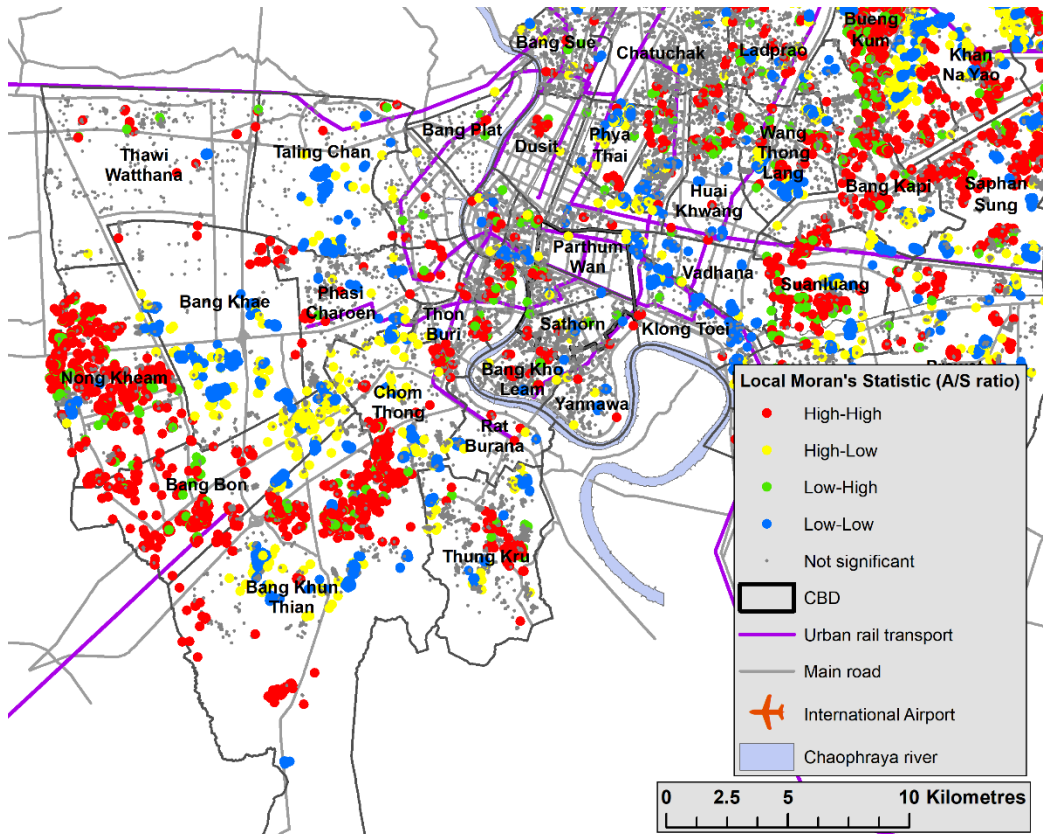 Bang Sue
Chatuchak
Ladprao
Bueng
Kum
Khan
Na Yao
Bang Plat
Dusit
Phya
Thai
Wang
Thong
Lang
Taling Chan
Thawi
Watthana
Huai
Khwang
Bang Kapi
Saphan
Sung
Parthum
Wan
Vadhana
Suanluang
Bang Khae
Phasi
Charoen
Thon
Buri
Sathorn
Klong Toei
Nong Kheam
Chom
Thong
Bang Kho
Leam
Yannawa
Rat
Burana
Bang Bon
Thung Kru
Bang Khun
Thian
Local Moran's Statistic (A/S ratio)
High-High
High-Low
Low-High
Low-Low
Not significant
CBD
Urban rail transport
Main road
International Airport
Chaophraya river
0 2.5 5 10 Kilometres